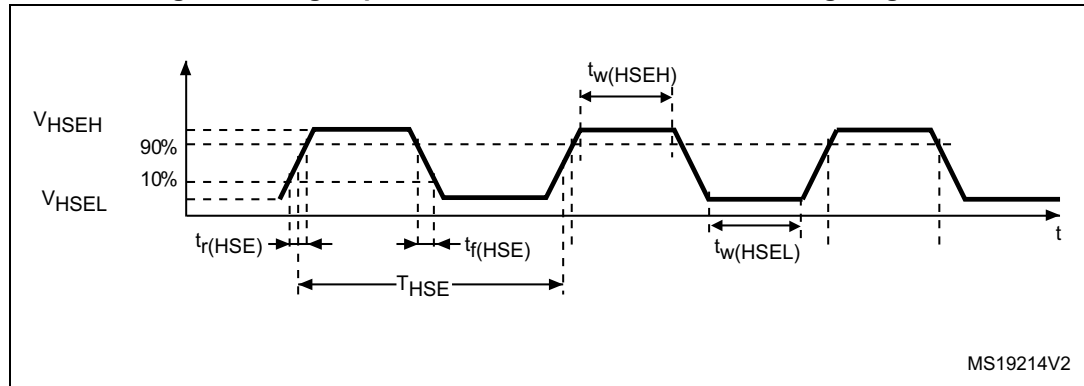 tw(HSEH)
VHSEH
90%
10%
VHSEL
tr(HSE)
tf(HSE)
tw(HSEL)
t
THSE
MS19214V2